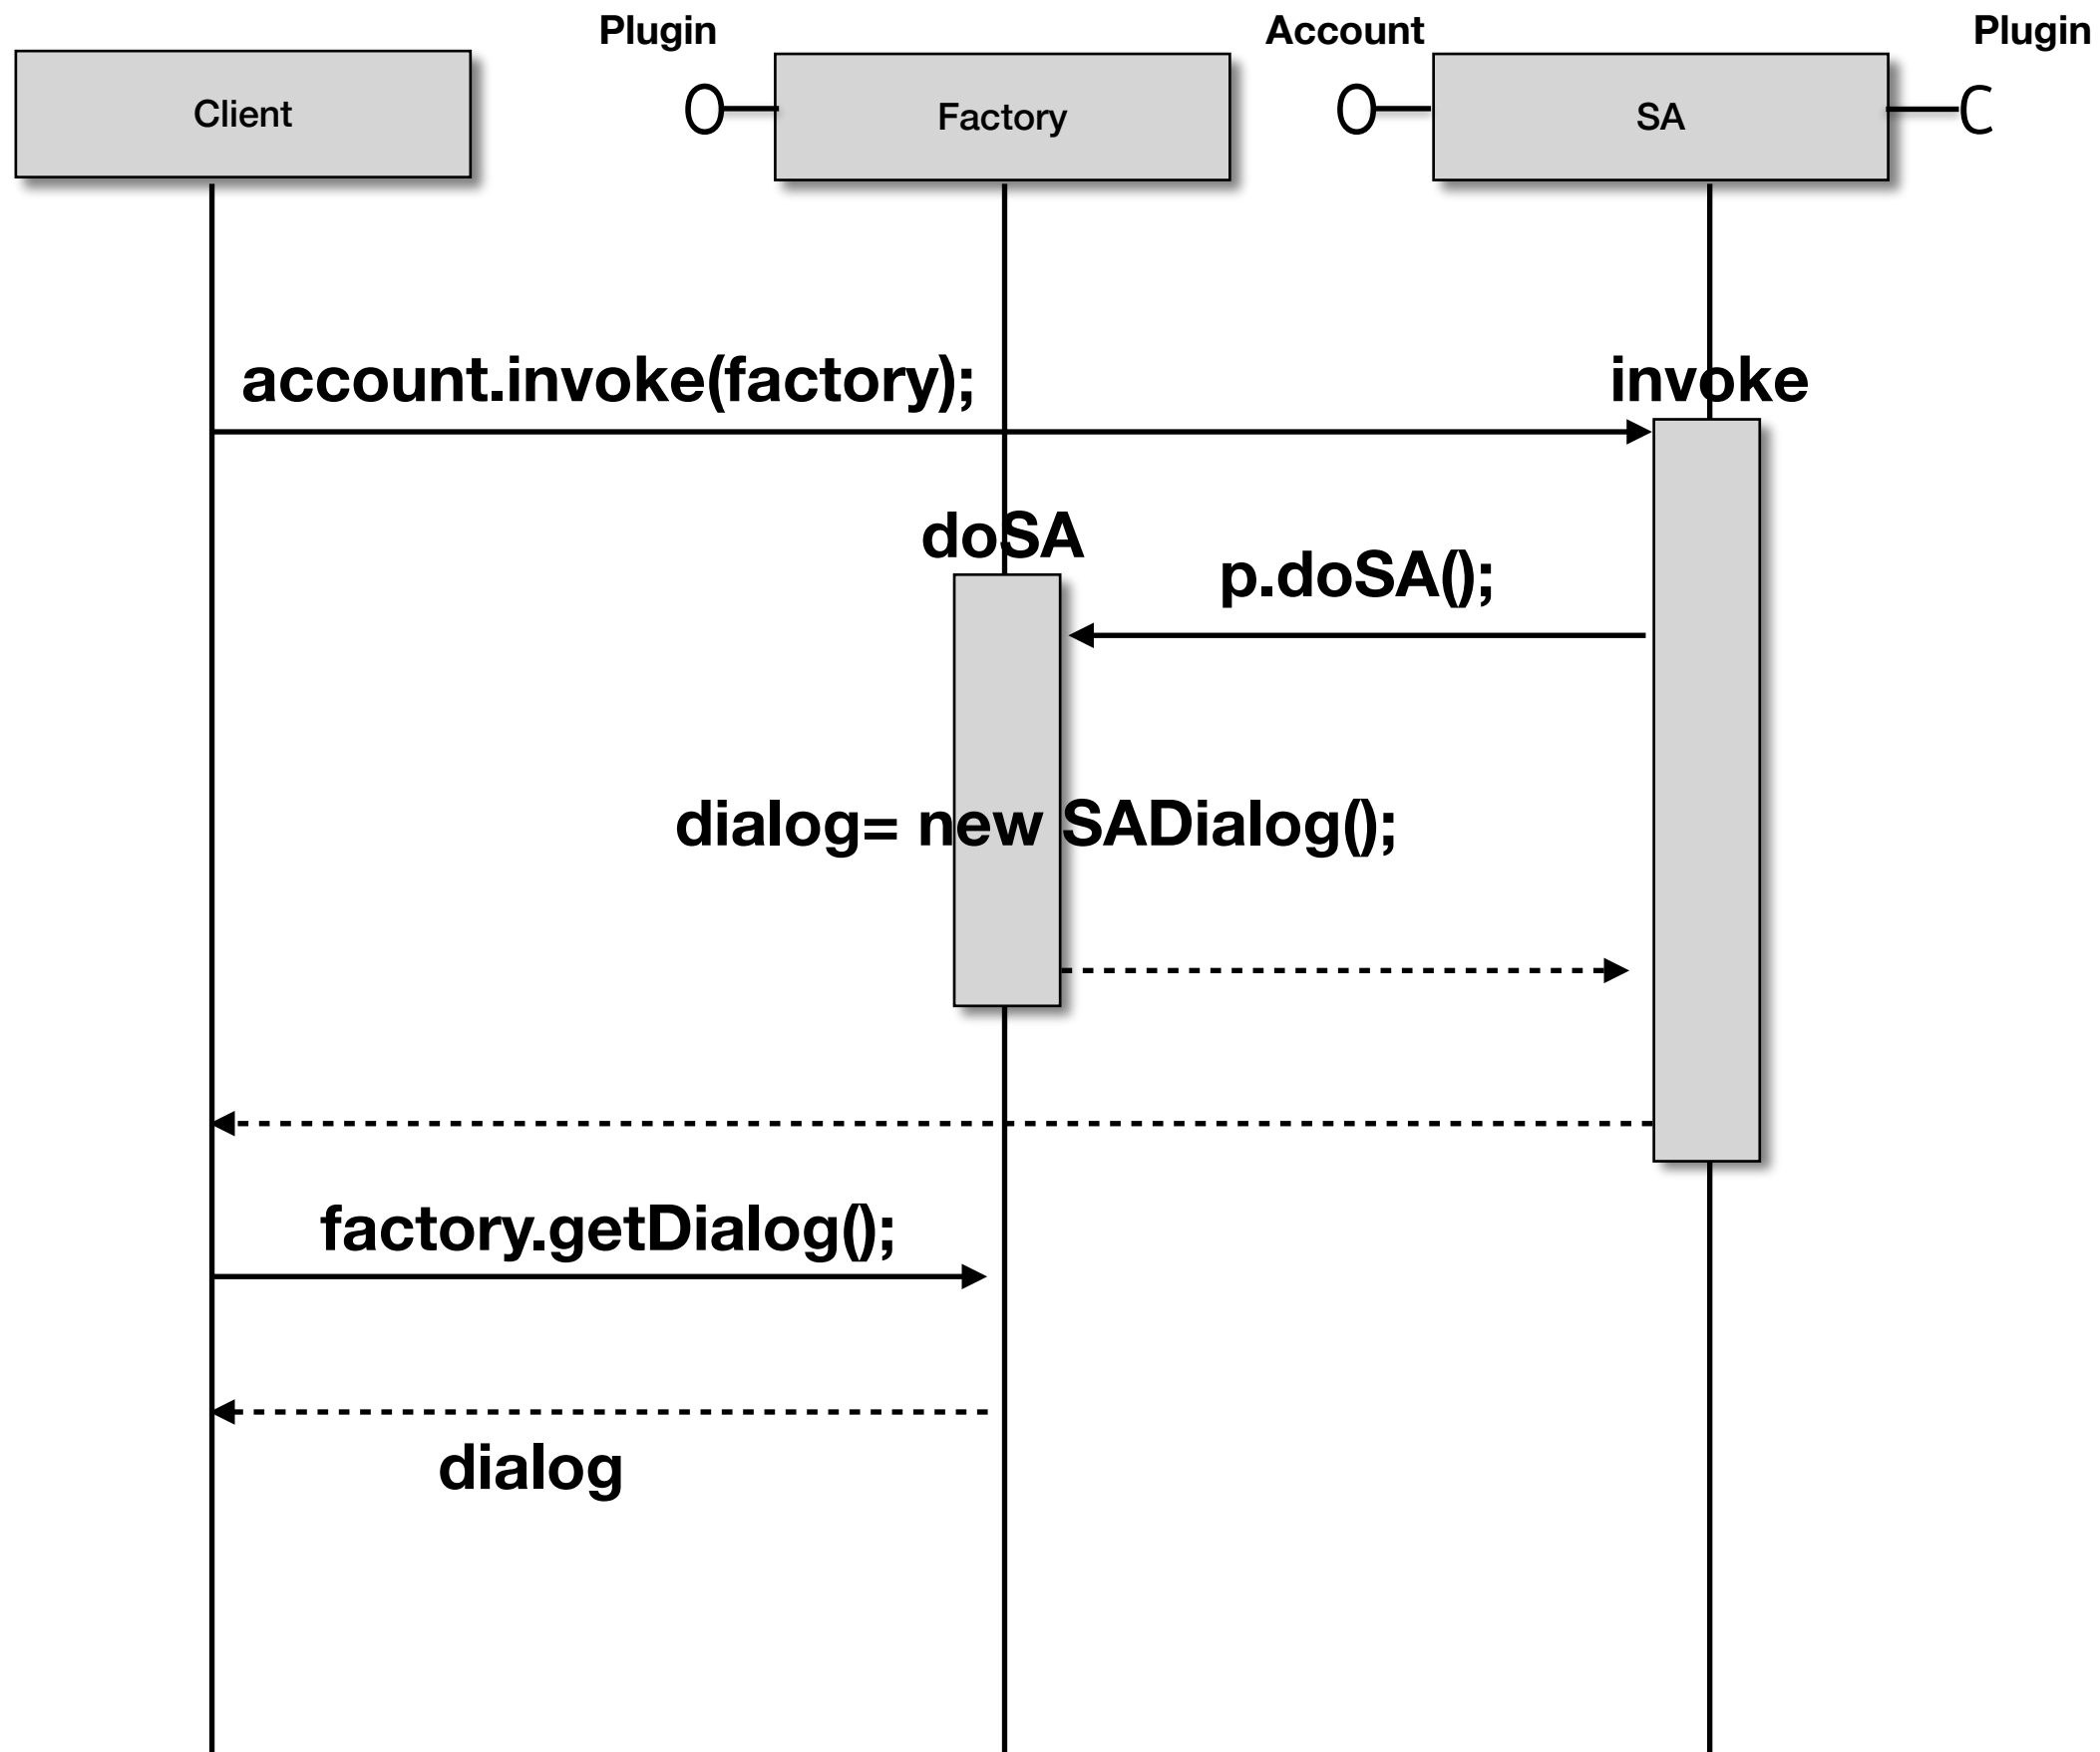 Plugin
Account
Plugin
Client
Factory
SA
account.invoke(factory);
invoke
doSA
p.doSA();
dialog= new SADialog();
factory.getDialog();
dialog